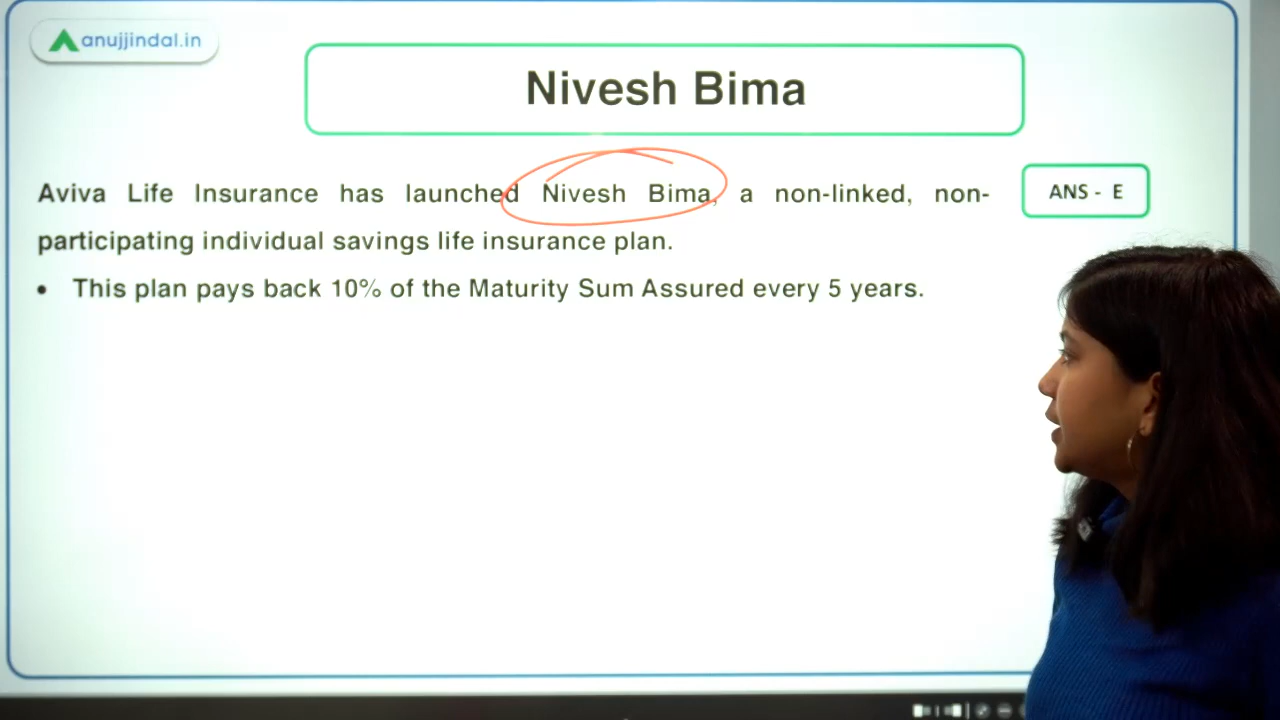 anujjindal.in
Nivesh Bima
Aviva Life Insurance has launched Nivesh Bima, a non-linked, non-
participating individual savings life insurance plan.
ANS - E
• This plan pays back 10% of the Maturity Sum Assured every 5 years.